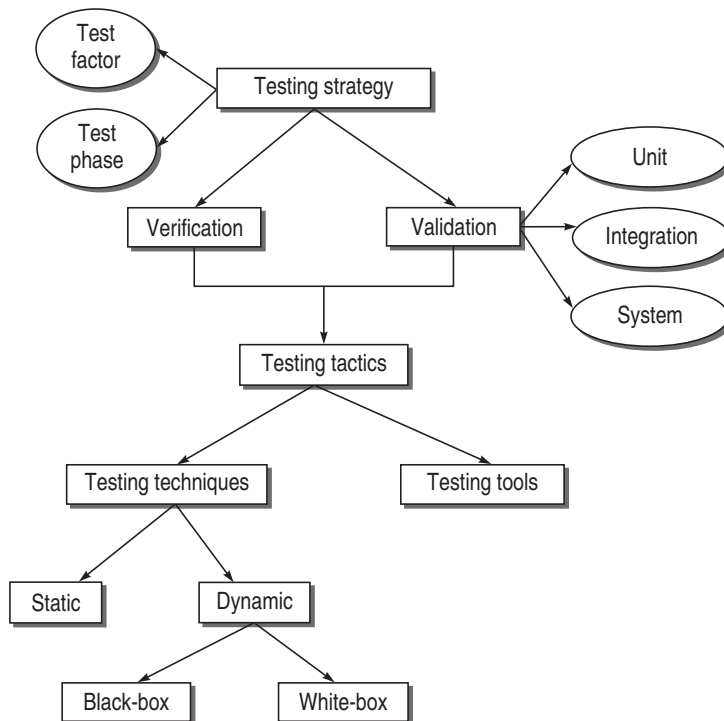 Test
factor
Testing strategy
Test
phase
Unit
Verification
Validation
Integration
System
Testing tactics
Testing techniques
Testing tools
Static
Dynamic
Black-box
White-box